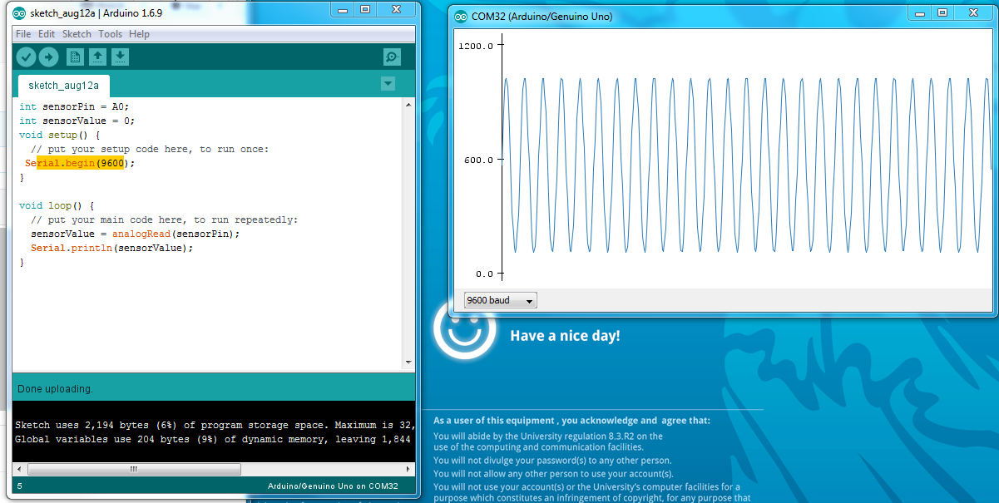 sketch_aug12a | Arduino 1.6.9
File Edit Sketch Tools Help
sketch_aug12a
int sensorPin = A0;
int sensorValue = 0;
void setup() {
  // put your setup code here, to run once:
 Serial.begin(9600);
}

void loop() {
  // put your main code here, to run repeatedly:
  sensorValue = analogRead(sensorPin);
  Serial.println(sensorValue);
}
Done uploading.
Sketch uses 2,194 bytes (6%) of program storage space. Maximum is 32,
Global variables use 204 bytes (9%) of dynamic memory, leaving 1,844
5
Arduino/Genuino Uno on COM32
COM32 (Arduino/Genuino Uno)
1200.0
600.0
0.0
9600 baud
Have a nice day!
As a user of this equipment , you acknowledge and agree that:
You will abide by the University regulation 8.3.R2 on the
use of the computing and communication facilities.
You will not divulge your password(s) to any other person.
You will not allow any other person to use your account(s).
You will not use your account(s) or the University's computer facilities for a
purpose which constitutes an infringement of copyright, for any purpose that